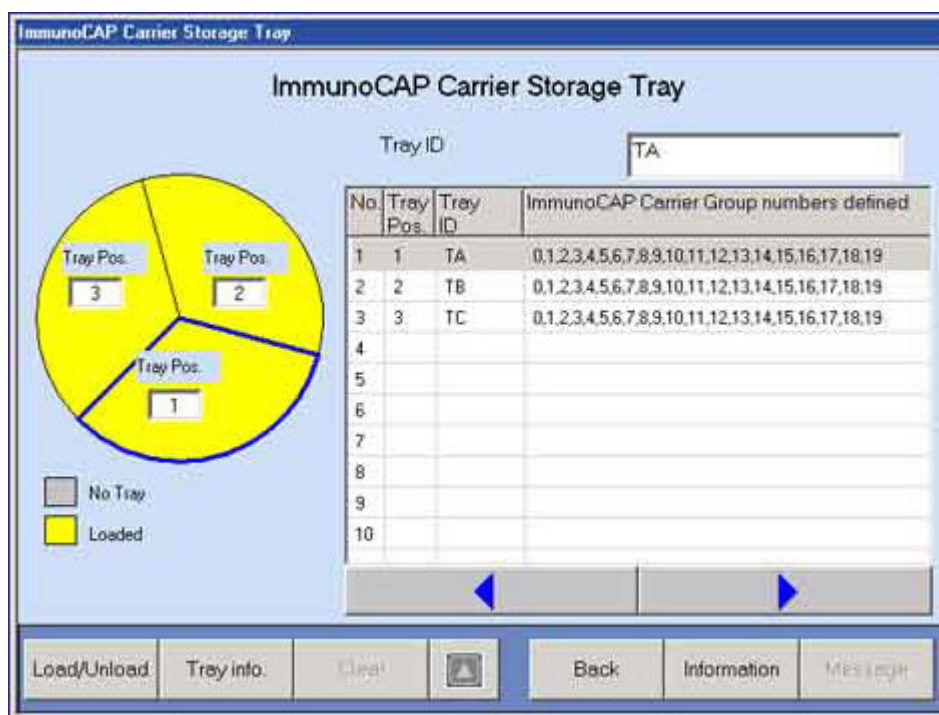 ImmunoCAP Carrier Storage Tray
ImmunoCAP Carrier Storage Tray
Tray ID
TA
Tray Pos.
3
Tray Pos.
2
Tray Pos.
1
No Tray
Loaded
No. Tray Pos. Tray ID ImmunoCAP Carrier Group numbers defined
1 1 TA 0,1,2,3,4,5,6,7,8,9,10,11,12,13,14,15,16,17,18,19
2 2 TB 0,1,2,3,4,5,6,7,8,9,10,11,12,13,14,15,16,17,18,19
3 3 TC 0,1,2,3,4,5,6,7,8,9,10,11,12,13,14,15,16,17,18,19
4
5
6
7
8
9
10
Load/Unload Tray info. Clear Back Information Message